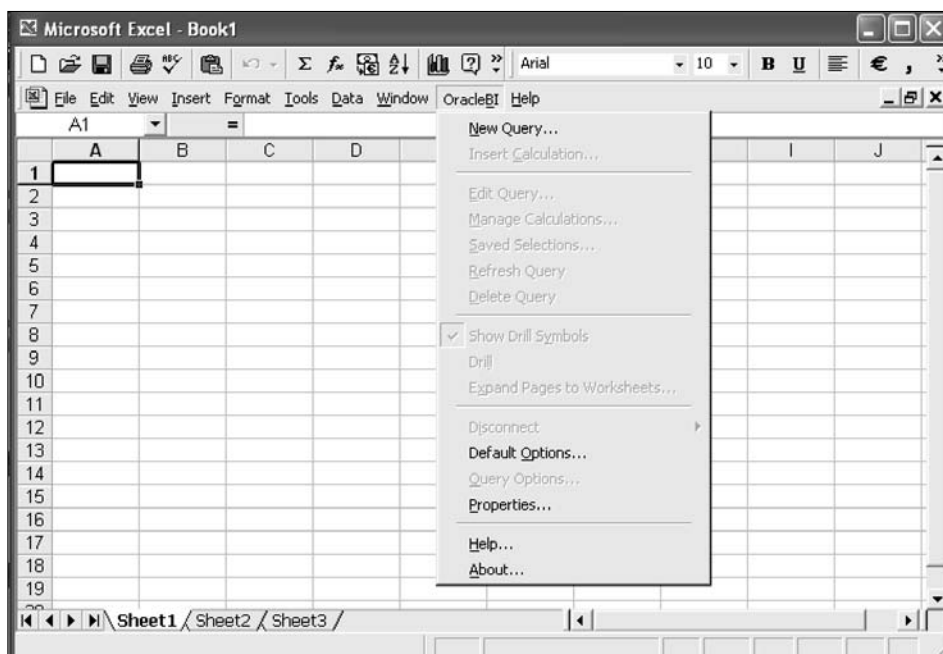 Microsoft Excel - Book1
ABC Σ fx Arial 10 B U € ,
File Edit View Insert Format Tools Data Window OracleBI Help
A1 =
A B C D I J
1
2
3
4
5
6
7
8
9
10
11
12
13
14
15
16
17
18
19
New Query...
Insert Calculation...
Edit Query...
Manage Calculations...
Saved Selections...
Refresh Query
Delete Query
Show Drill Symbols
Drill
Expand Pages to Worksheets...
Disconnect
Default Options...
Query Options...
Properties...
Help...
About...
Sheet1 Sheet2 Sheet3